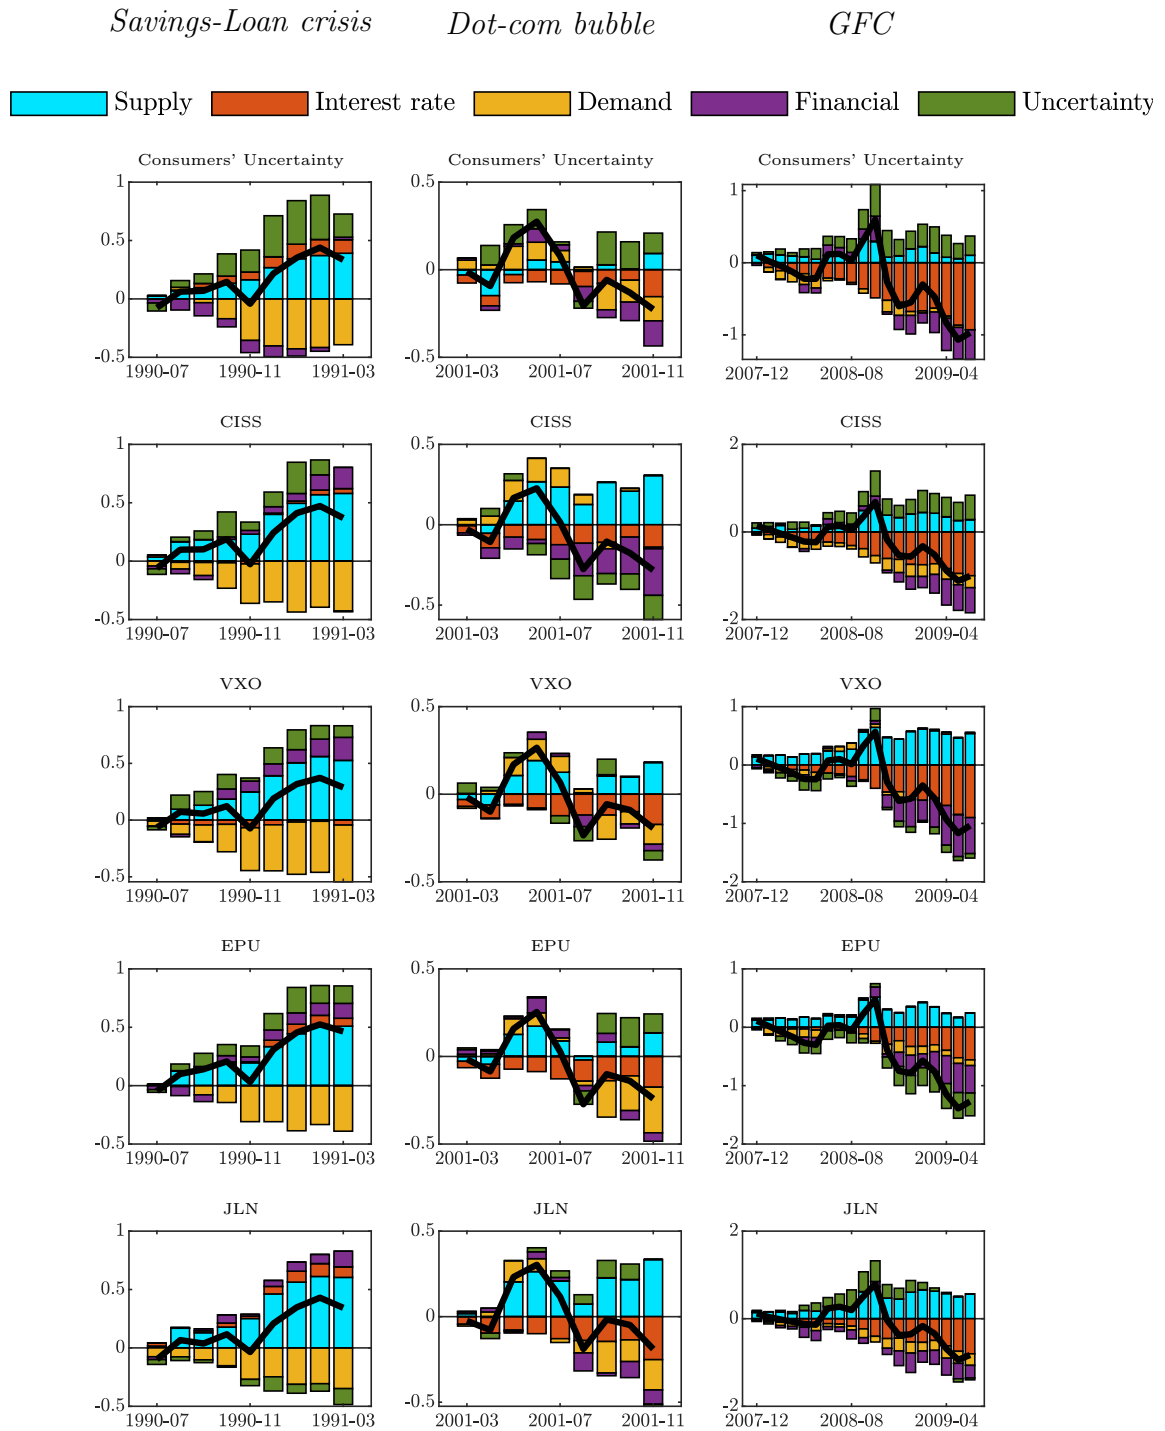 Savings-Loan crisis Dot-com bubble GFC
Supply Interest rate Demand Financial Uncertainty
Consumers' Uncertainty Consumers' Uncertainty Consumers' Uncertainty
1 0.5 1
0.5
0 0 0
-1
-0.5 -0.5
1990-07 1990-11 1991-03 2001-03 2001-07 2001-11 2007-12 2008-08 2009-04
CISS CISS CISS
1 0.5 2
0.5
0 0 0
-0.5 -0.5 -2
1990-07 1990-11 1991-03 2001-03 2001-07 2001-11 2007-12 2008-08 2009-04
VXO VXO VXO
1 0.5 1
0.5
0 0 0
-1
-0.5 -0.5 -2
1990-07 1990-11 1991-03 2001-03 2001-07 2001-11 2007-12 2008-08 2009-04
EPU EPU EPU
1 0.5 1
0.5
0 0 0
-1
-0.5 -0.5 -2
1990-07 1990-11 1991-03 2001-03 2001-07 2001-11 2007-12 2008-08 2009-04
JLN JLN JLN
1 0.5 2
0.5
0 0 0
-0.5 -0.5 -2
1990-07 1990-11 1991-03 2001-03 2001-07 2001-11 2007-12 2008-08 2009-04